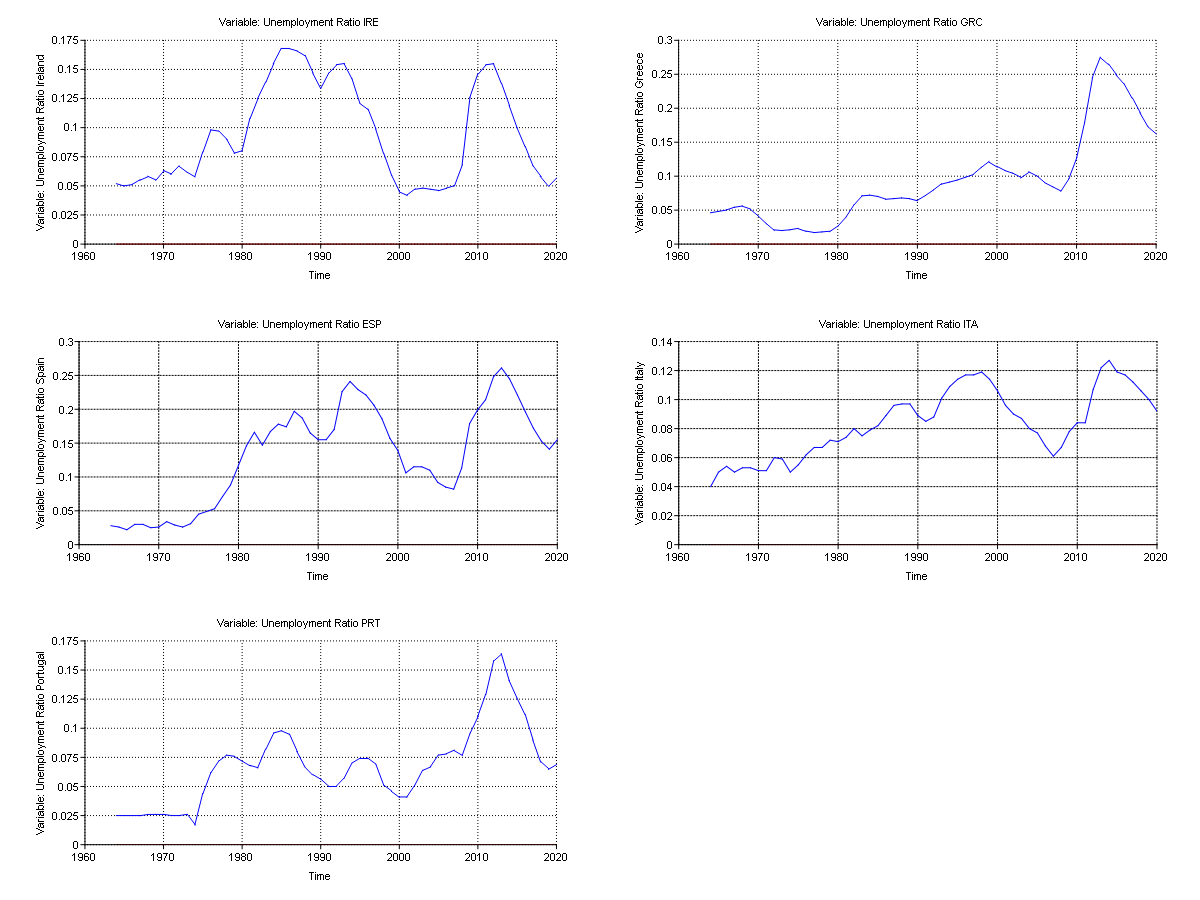 Variable: Unemployment Ratio IRE
Variable: Unemployment Ratio Ireland
0.175
0.15
0.125
0.1
0.075
0.05
0.025
0
1960 1970 1980 1990 2000 2010 2020
Time
Variable: Unemployment Ratio GRC
Variable: Unemployment Ratio Greece
0.3
0.25
0.2
0.15
0.1
0.05
0
1960 1970 1980 1990 2000 2010 2020
Time
Variable: Unemployment Ratio ESP
Variable: Unemployment Ratio Spain
0.3
0.25
0.2
0.15
0.1
0.05
0
1960 1970 1980 1990 2000 2010 2020
Time
Variable: Unemployment Ratio ITA
Variable: Unemployment Ratio Italy
0.14
0.12
0.1
0.08
0.06
0.04
0.02
0
1960 1970 1980 1990 2000 2010 2020
Time
Variable: Unemployment Ratio PRT
Variable: Unemployment Ratio Portugal
0.175
0.15
0.125
0.1
0.075
0.05
0.025
0
1960 1970 1980 1990 2000 2010 2020
Time